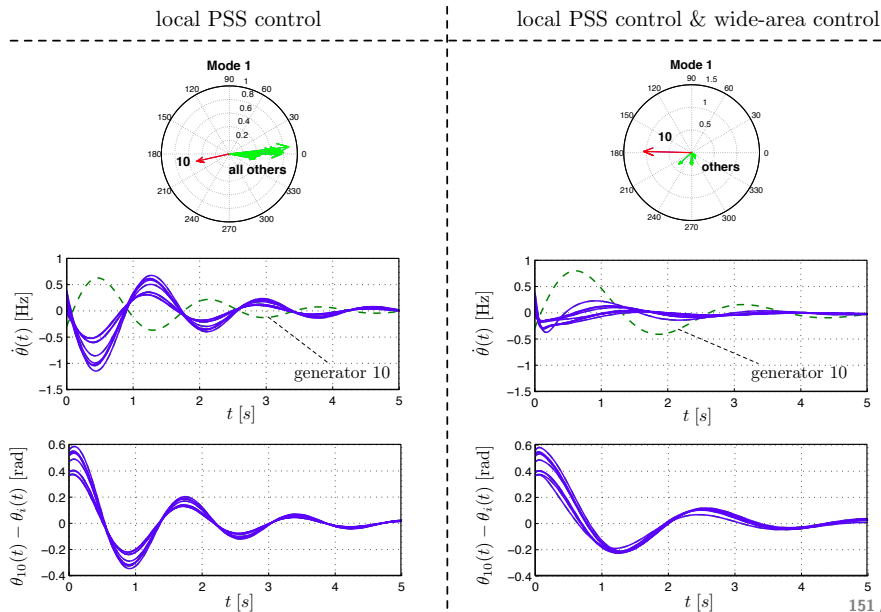 local PSS control
local PSS control & wide-area control
Mode 1
90
1
120
60
0.8
0.6
150
0.4
30
0.2
10
180
0
all others
210
330
240
300
270
Mode 1
90
1.5
120
60
1
150
30
0.5
10
180
0
others
210
330
240
300
270
1
0.5
0
−0.5
−1
−1.5
θ̇(t) [Hz]
generator 10
0 1 2 3 4 5
t [s]
1
0.5
0
−0.5
−1
−1.5
θ̇(t) [Hz]
generator 10
0 1 2 3 4 5
t [s]
0.6
0.4
0.2
0
−0.2
−0.4
θ₁₀(t) − θᵢ(t) [rad]
0 1 2 3 4 5
t [s]
0.6
0.4
0.2
0
−0.2
−0.4
θ₁₀(t) − θᵢ(t) [rad]
0 1 2 3 4 5
t [s]
151